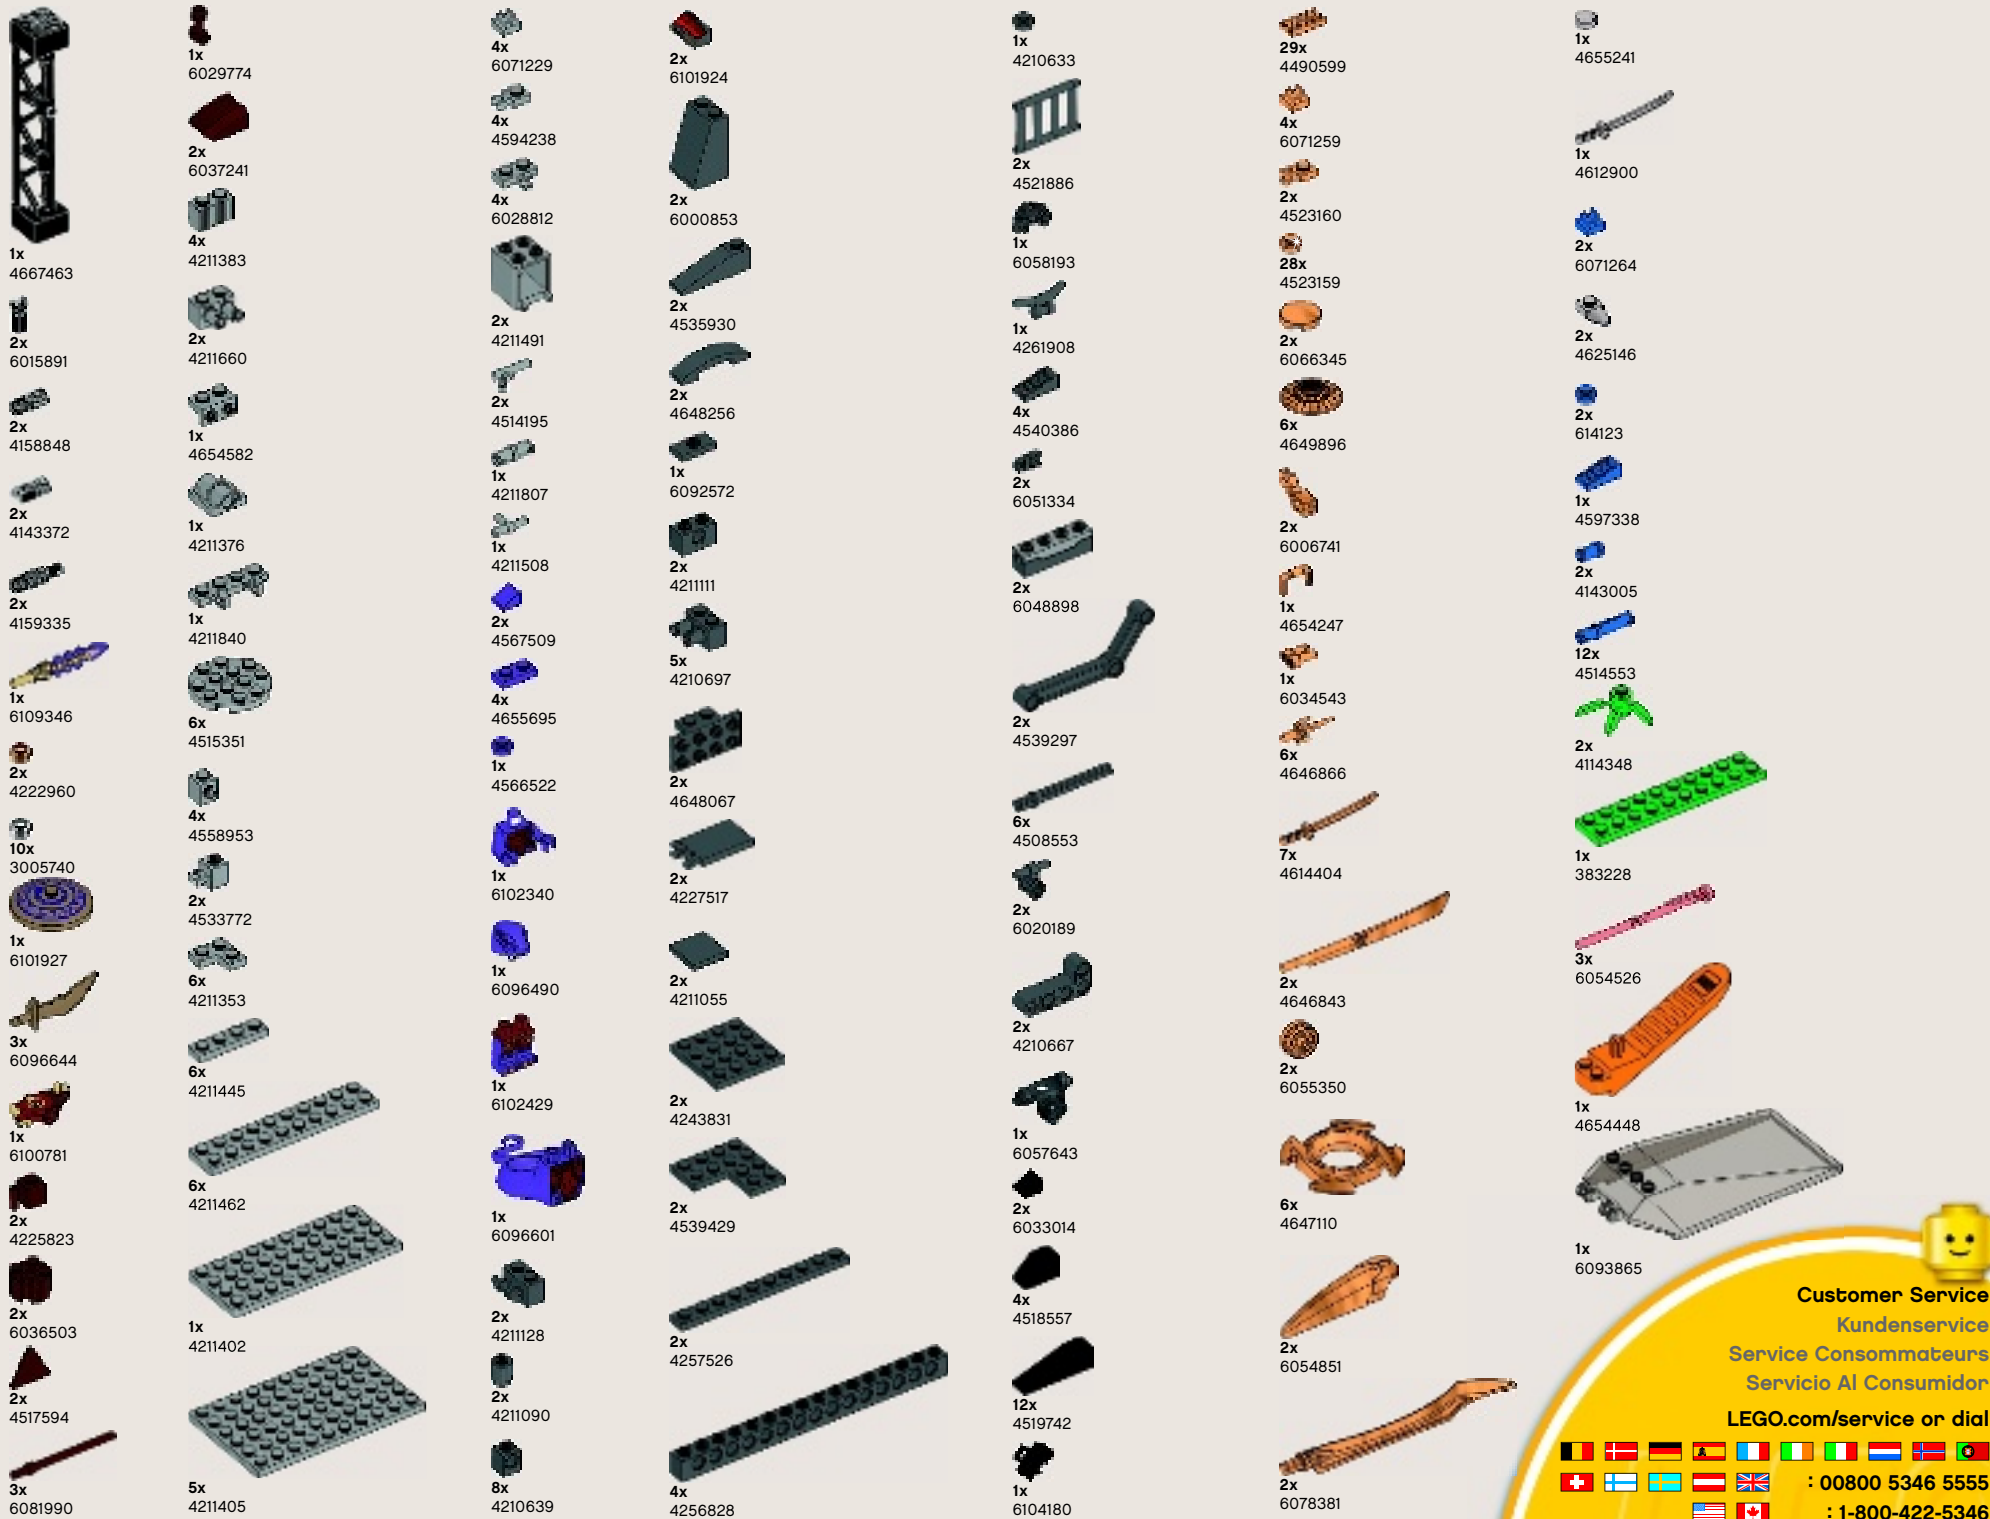 1x
4667463
2x
6015891
2x
4158848
2x
4143372
2x
4159335
1x
6109346
2x
4222960
10x
3005740
1x
6101927
3x
6096644
1x
6100781
2x
4225823
2x
6036503
2x
4517594
3x
6081990
1x
6029774
2x
6037241
4x
4211383
2x
4211660
1x
4654582
1x
4211376
1x
4211840
6x
4515351
4x
4558953
2x
4533772
6x
4211353
6x
4211445
6x
4211462
1x
4211402
5x
4211405
4x
6071229
4x
4594238
4x
6028812
2x
4211491
2x
4514195
1x
4211807
1x
4211508
2x
4567509
4x
4655695
1x
4566522
1x
6102340
1x
6096490
1x
6102429
1x
6096601
2x
4211128
2x
4211090
8x
4210639
2x
6101924
2x
6000853
2x
4535930
2x
4648256
1x
6092572
2x
4211111
5x
4210697
2x
4648067
2x
4227517
2x
4211055
2x
4243831
2x
4539429
2x
4257526
4x
4256828
1x
4210633
2x
4521886
1x
6058193
1x
4261908
4x
4540386
2x
6051334
2x
6048898
2x
4539297
6x
4508553
2x
6020189
2x
4210667
1x
6057643
2x
6033014
4x
4518557
12x
4519742
1x
6104180
29x
4490599
4x
6071259
2x
4523160
28x
4523159
2x
6066345
6x
4649896
2x
6006741
1x
4654247
1x
6034543
6x
4646866
7x
4614404
2x
4646843
2x
6055350
6x
4647110
2x
6054851
2x
6078381
1x
4655241
1x
4612900
2x
6071264
2x
4625146
2x
614123
1x
4597338
2x
4143005
12x
4514553
2x
4114348
1x
383228
3x
6054526
1x
4654448
1x
6093865
Customer Service
Kundenservice
Service Consommateurs
Servicio Al Consumidor
LEGO.com/service or dial
: 00800 5346 5555
: 1-800-422-5346